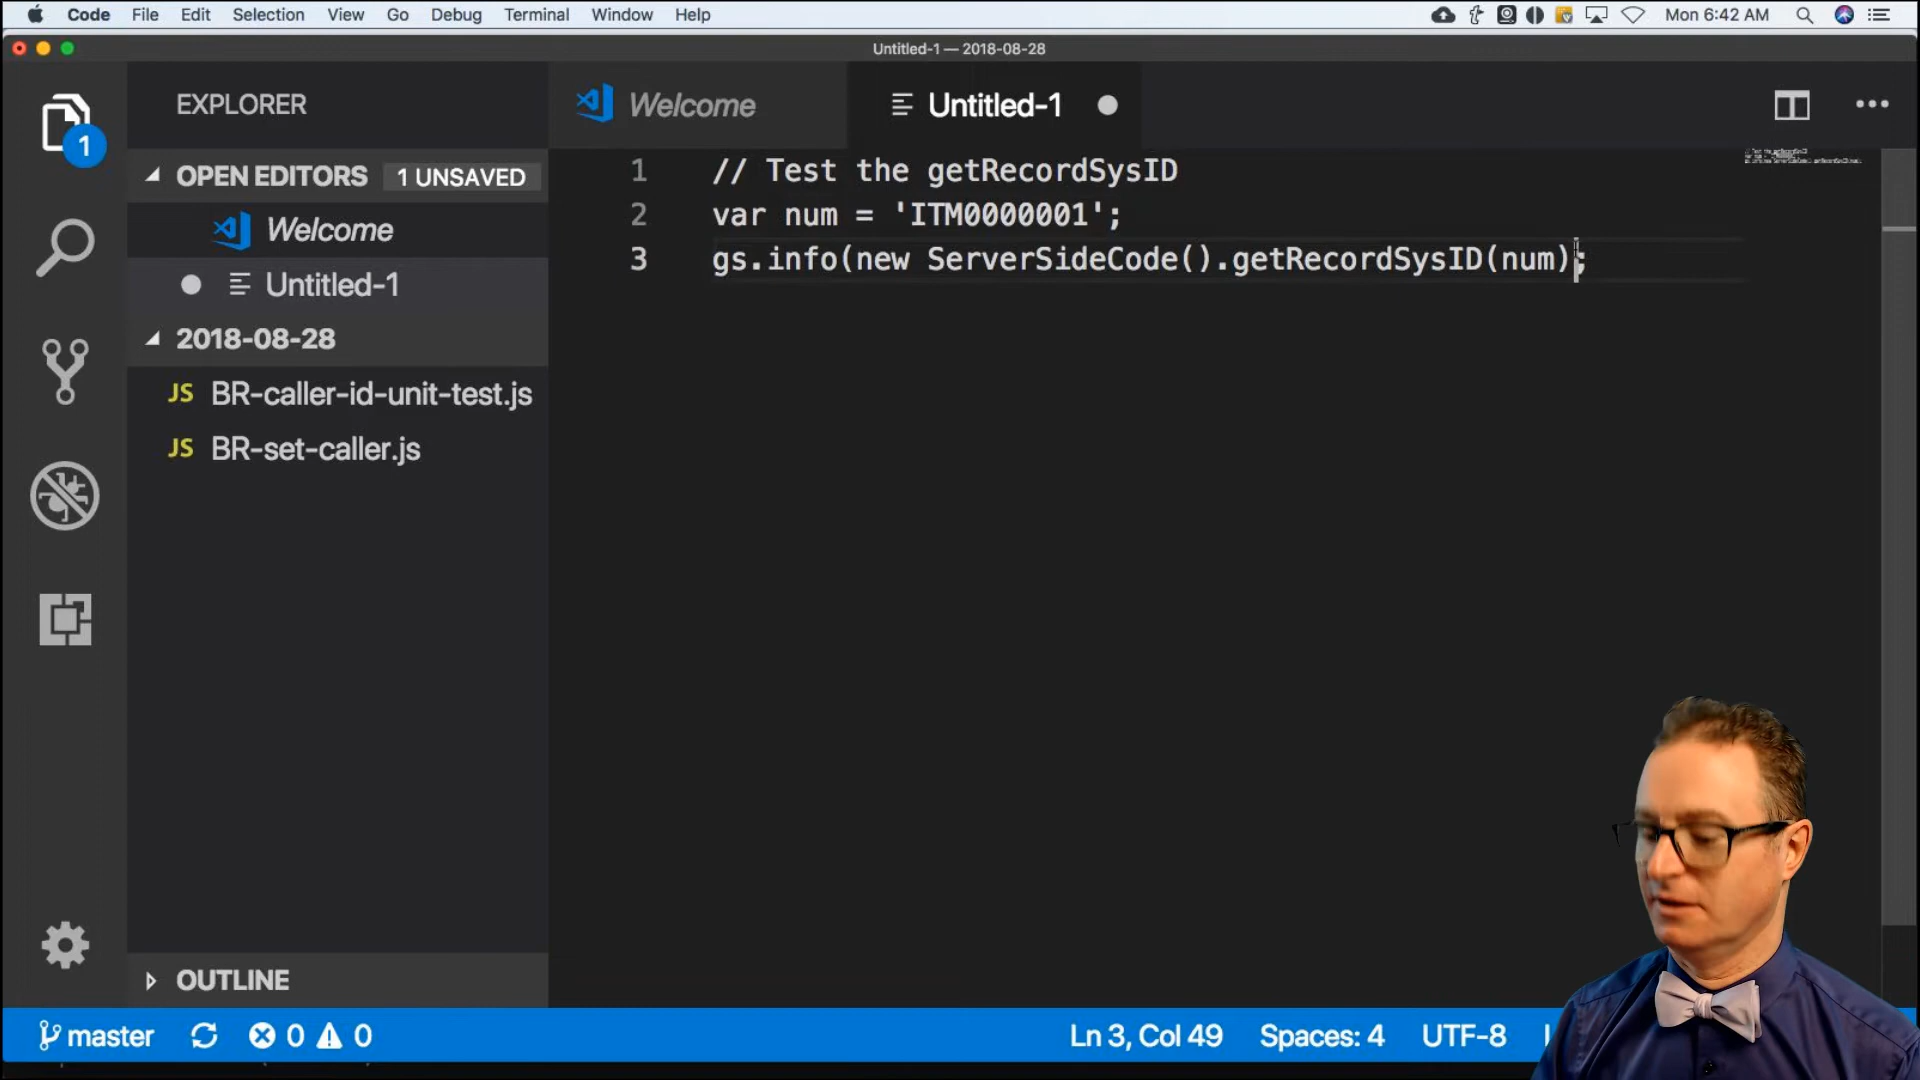 Code File Edit Selection View Go Debug Terminal Window Help Mon 6:42 AM
Untitled-1 — 2018-08-28
EXPLORER
Welcome Untitled-1
1
OPEN EDITORS 1 UNSAVED
Welcome
Untitled-1
2018-08-28
JS BR-caller-id-unit-test.js
JS BR-set-caller.js
1 // Test the getRecordSysID
2 var num = 'ITM0000001';
3 gs.info(new ServerSideCode().getRecordSysID(num);
OUTLINE
master 0 0 Ln 3, Col 49 Spaces: 4 UTF-8